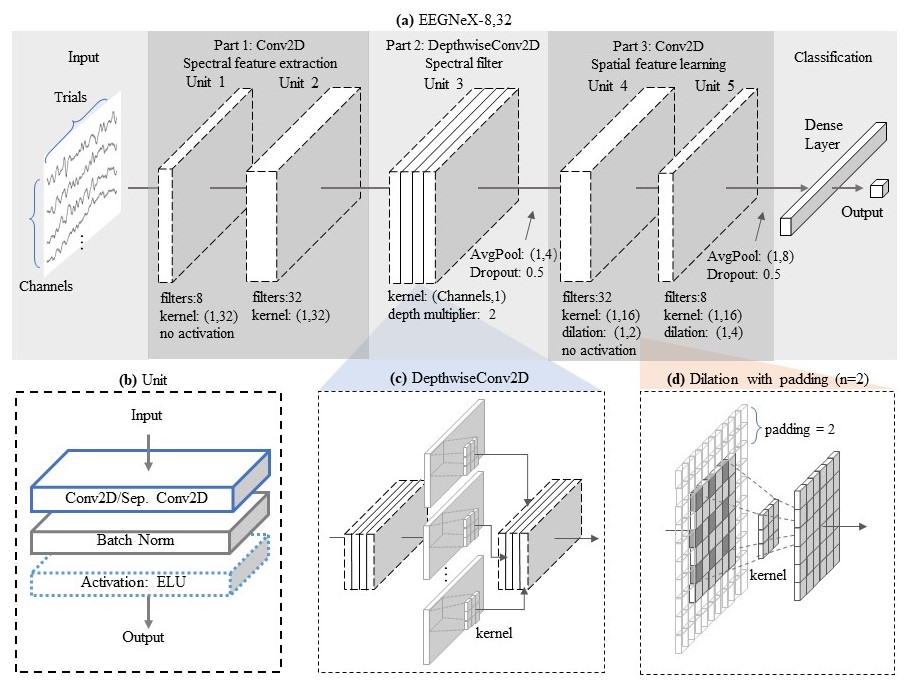 (a) EEGNeX-8,32
Input
Part 1: Conv2D
Spectral feature extraction
Unit 1
Unit 2
Part 2: DepthwiseConv2D
Spectral filter
Unit 3
Part 3: Conv2D
Spatial feature learning
Unit 4
Unit 5
Classification
Trials
Channels
⋮
Dense
Layer
Output
AvgPool: (1,4)
Dropout: 0.5
AvgPool: (1,8)
Dropout: 0.5
filters:8
kernel: (1,32)
no activation
filters:32
kernel: (1,32)
kernel: (Channels,1)
depth multiplier: 2
filters:32
kernel: (1,16)
dilation: (1,2)
no activation
filters:8
kernel: (1,16)
dilation: (1,4)
(b) Unit
Input
Conv2D/Sep. Conv2D
Batch Norm
Activation: ELU
Output
(c) DepthwiseConv2D
⋮
kernel
(d) Dilation with padding (n=2)
padding = 2
kernel